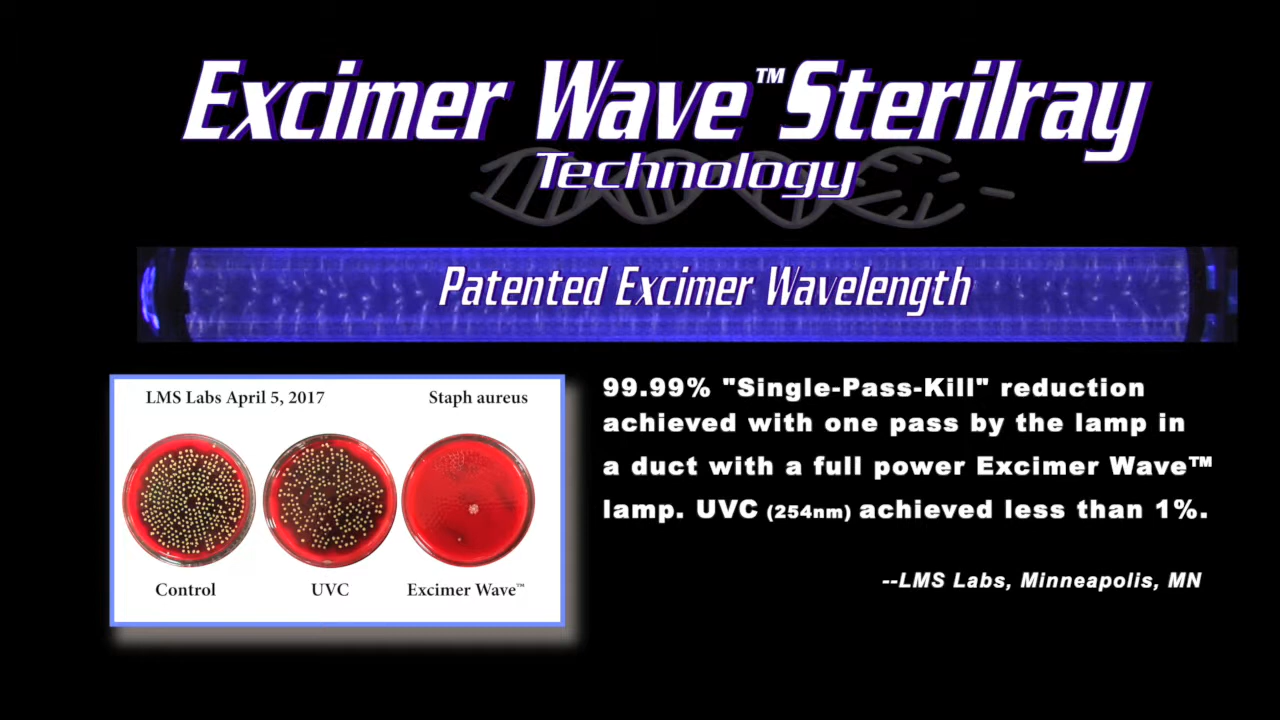 Excimer Wave™ Sterilray
Technology
Patented Excimer Wavelength
LMS Labs April 5, 2017 Staph aureus
Control UVC Excimer Wave™
99.99% "Single-Pass-Kill" reduction
achieved with one pass by the lamp in
a duct with a full power Excimer Wave™
lamp. UVC (254nm) achieved less than 1%.
--LMS Labs, Minneapolis, MN